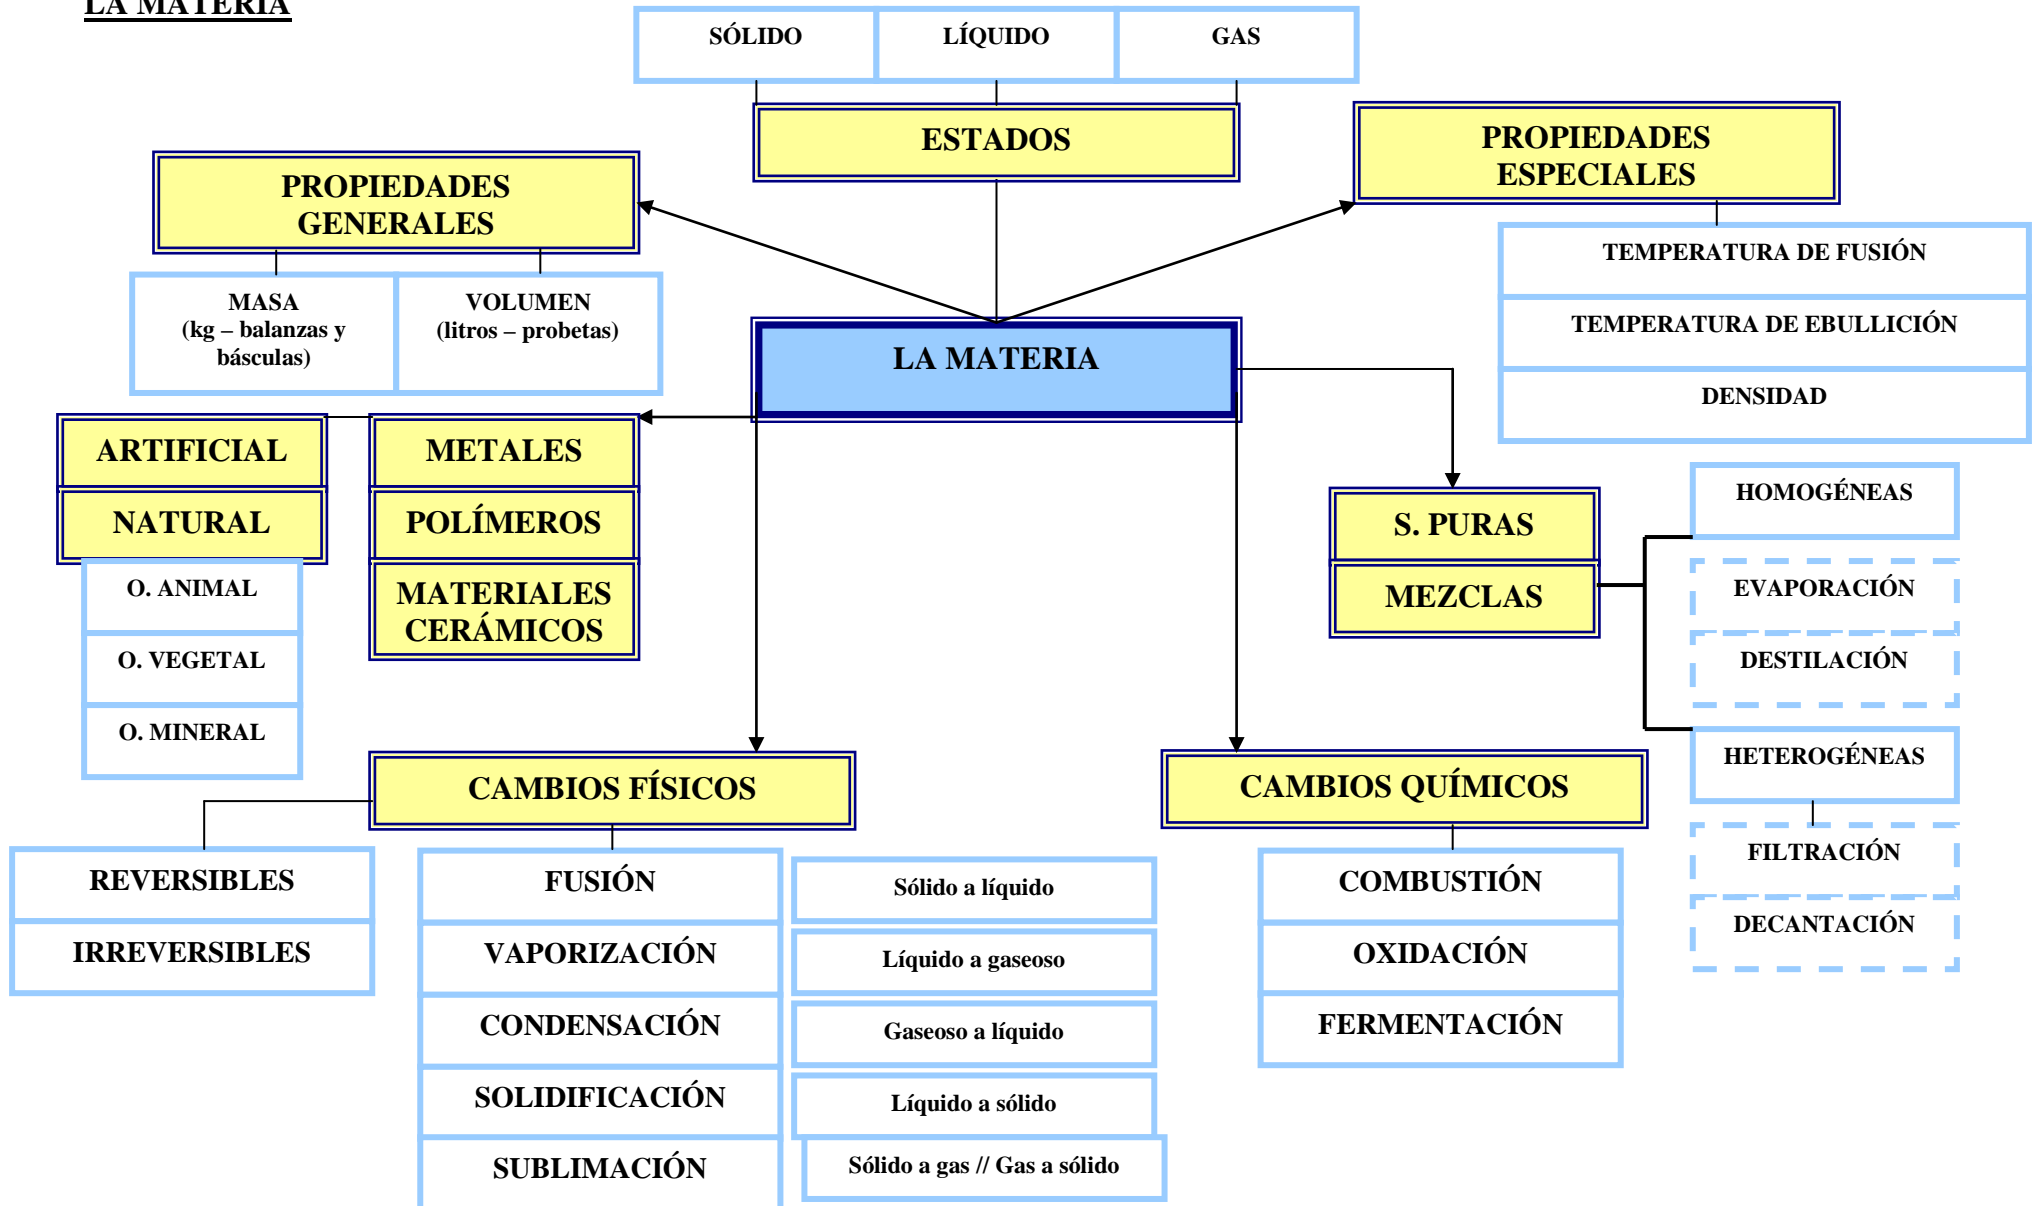 LA MATERIA
SÓLIDO
LÍQUIDO
GAS
ESTADOS
PROPIEDADES
ESPECIALES
PROPIEDADES
GENERALES
TEMPERATURA DE FUSIÓN
TEMPERATURA DE EBULLICIÓN
DENSIDAD
MASA
(kg – balanzas y
básculas)
VOLUMEN
(litros – probetas)
LA MATERIA
ARTIFICIAL
NATURAL
O. ANIMAL
O. VEGETAL
O. MINERAL
METALES
POLÍMEROS
MATERIALES
CERÁMICOS
S. PURAS
MEZCLAS
HOMOGÉNEAS
EVAPORACIÓN
DESTILACIÓN
HETEROGÉNEAS
FILTRACIÓN
DECANTACIÓN
CAMBIOS FÍSICOS
REVERSIBLES
IRREVERSIBLES
FUSIÓN
Sólido a líquido
VAPORIZACIÓN
Líquido a gaseoso
CONDENSACIÓN
Gaseoso a líquido
SOLIDIFICACIÓN
Líquido a sólido
SUBLIMACIÓN
Sólido a gas // Gas a sólido
CAMBIOS QUÍMICOS
COMBUSTIÓN
OXIDACIÓN
FERMENTACIÓN